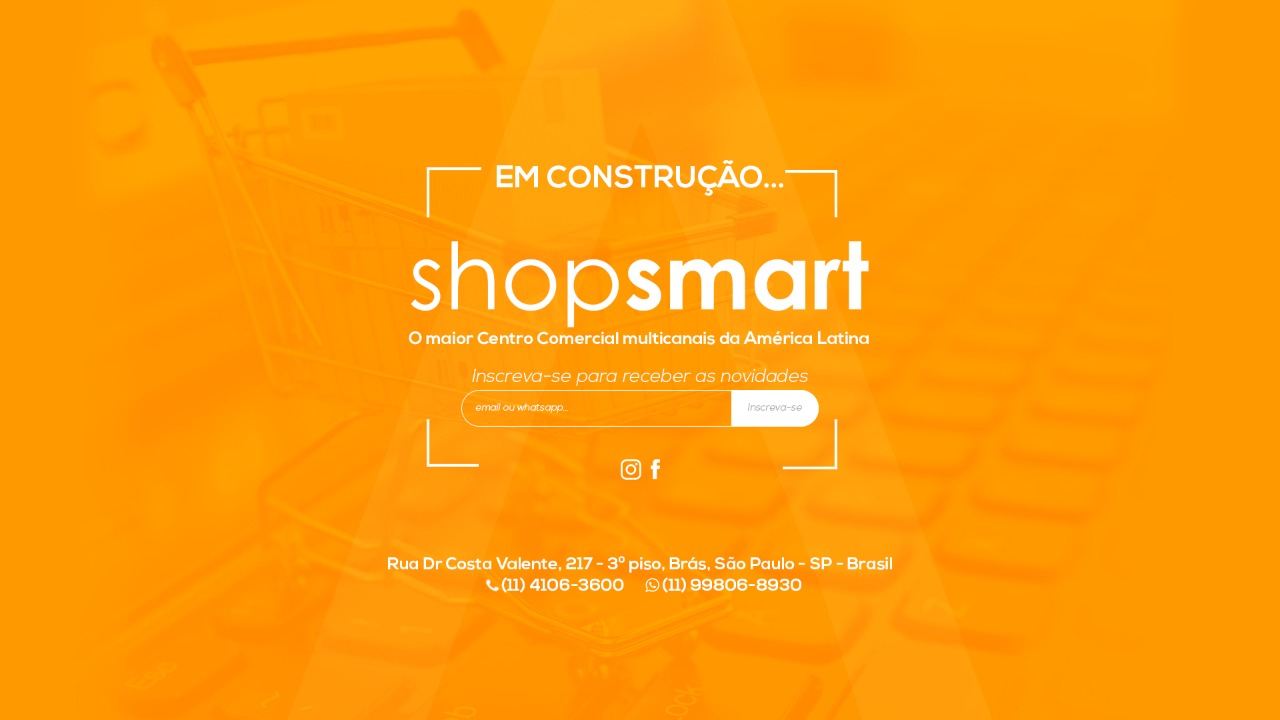 EM CONSTRUÇÃO...
shopsmart
O maior Centro Comercial multicanais da América Latina
Inscreva-se para receber as novidades
email ou whatsapp... Inscreva-se
Rua Dr Costa Valente, 217 - 3º piso, Brás, São Paulo - SP - Brasil
(11) 4106-3600 (11) 99806-8930